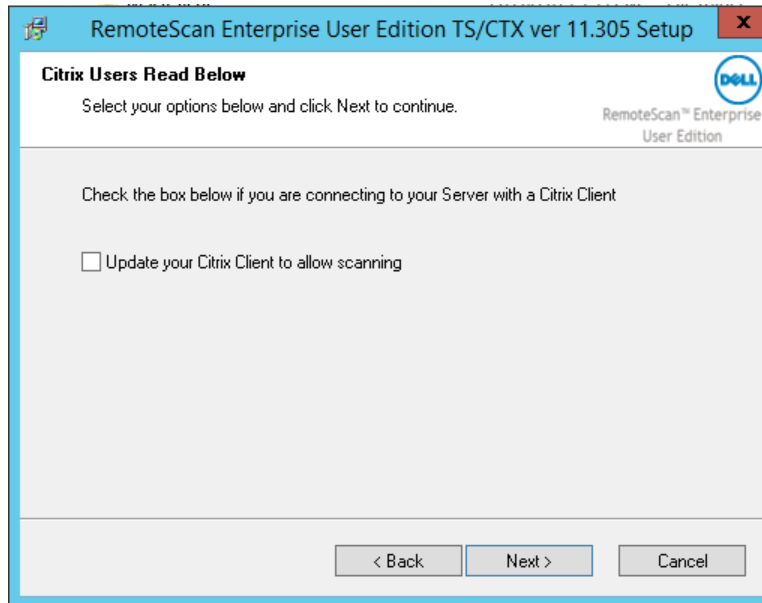 RemoteScan Enterprise User Edition TS/CTX ver 11.305 Setup
x
Citrix Users Read Below
Select your options below and click Next to continue.
DELL
RemoteScan™ Enterprise
User Edition
Check the box below if you are connecting to your Server with a Citrix Client
Update your Citrix Client to allow scanning
< Back
Next >
Cancel